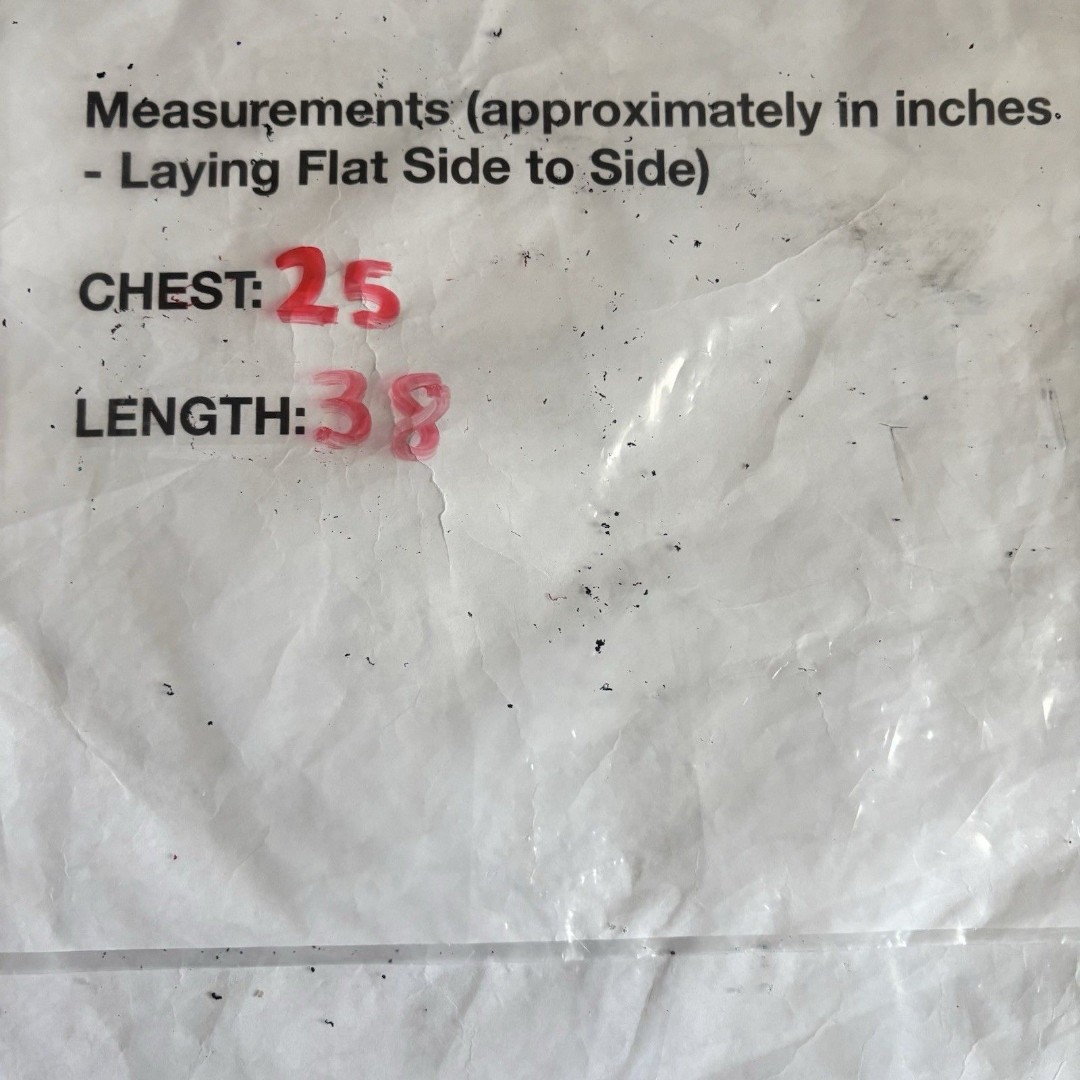 Measurements (approximately in inches.
- Laying Flat Side to Side)
CHEST: 25
LENGTH: 38